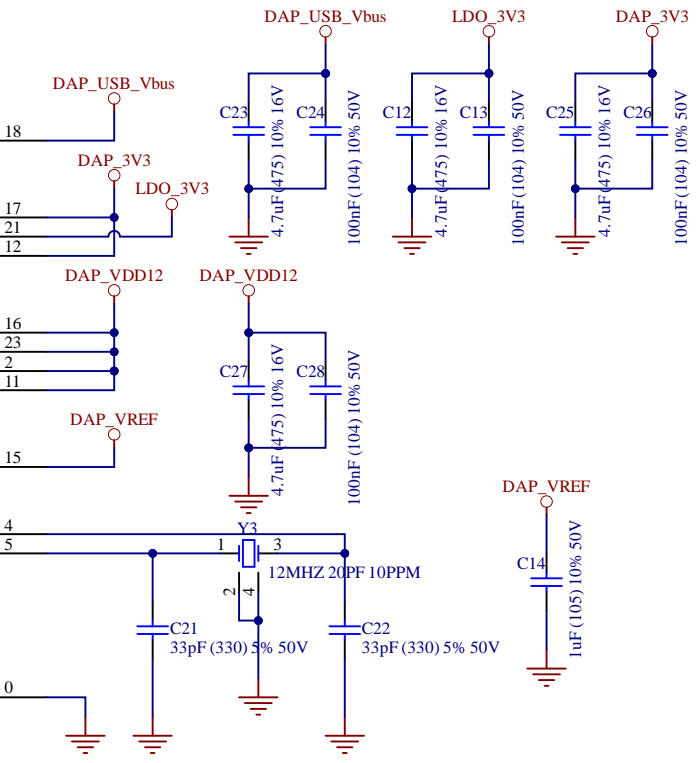 DAP_USB_Vbus
LDO_3V3
DAP_3V3
DAP_USB_Vbus
18
C23
4.7uF (475) 10% 16V
C24
100nF (104) 10% 50V
C12
4.7uF (475) 10% 16V
C13
100nF (104) 10% 50V
C25
4.7uF (475) 10% 16V
C26
100nF (104) 10% 50V
DAP_3V3
LDO_3V3
17
21
12
DAP_VDD12
DAP_VDD12
16
23
2
11
C27
4.7uF (475) 10% 16V
C28
100nF (104) 10% 50V
DAP_VREF
15
DAP_VREF
C14
1uF (105) 10% 50V
4
5
Y3
1
3
2
4
12MHZ 20PF 10PPM
C21
33pF (330) 5% 50V
C22
33pF (330) 5% 50V
0